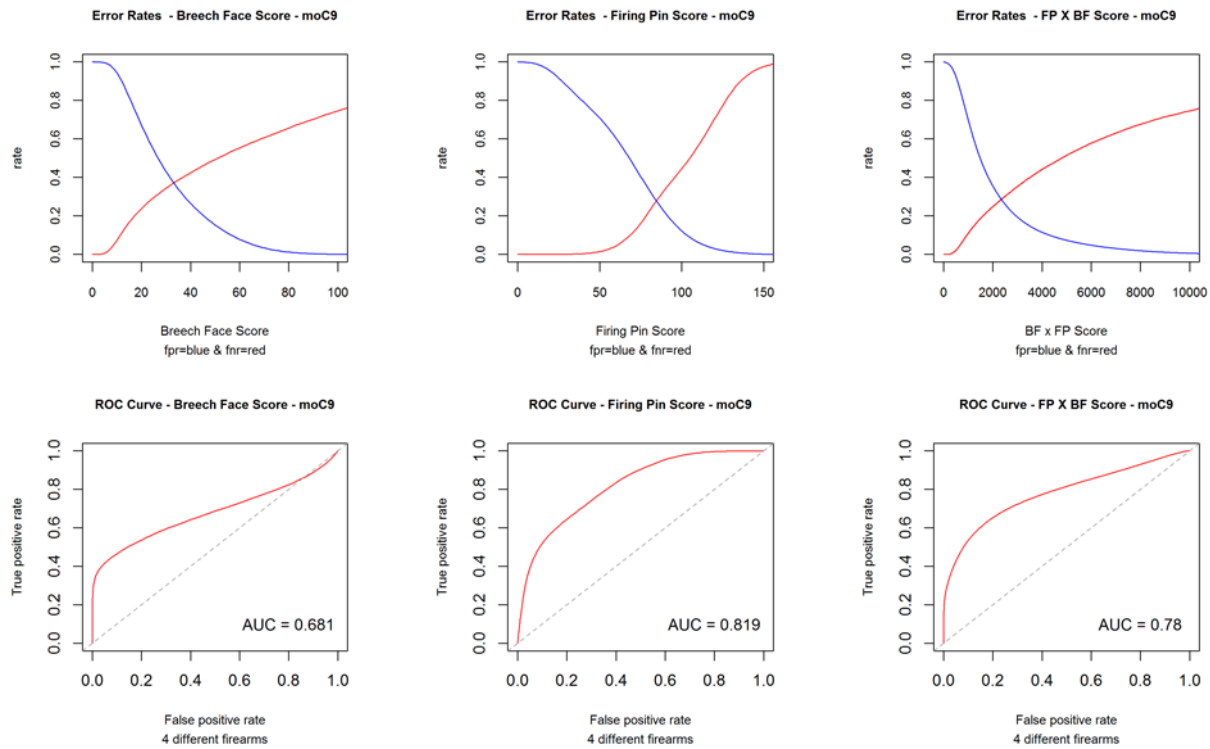 Error Rates - Breech Face Score - moC9
rate
0.0 0.2 0.4 0.6 0.8 1.0
0 20 40 60 80 100
Breech Face Score
fpr=blue & fnr=red
Error Rates - Firing Pin Score - moC9
rate
0.0 0.2 0.4 0.6 0.8 1.0
0 50 100 150
Firing Pin Score
fpr=blue & fnr=red
Error Rates - FP X BF Score - moC9
rate
0.0 0.2 0.4 0.6 0.8 1.0
0 2000 4000 6000 8000 10000
BF x FP Score
fpr=blue & fnr=red
ROC Curve - Breech Face Score - moC9
True positive rate
0.0 0.2 0.4 0.6 0.8 1.0
AUC = 0.681
0.0 0.2 0.4 0.6 0.8 1.0
False positive rate
4 different firearms
ROC Curve - Firing Pin Score - moC9
True positive rate
0.0 0.2 0.4 0.6 0.8 1.0
AUC = 0.819
0.0 0.2 0.4 0.6 0.8 1.0
False positive rate
4 different firearms
ROC Curve - FP X BF Score - moC9
True positive rate
0.0 0.2 0.4 0.6 0.8 1.0
AUC = 0.78
0.0 0.2 0.4 0.6 0.8 1.0
False positive rate
4 different firearms